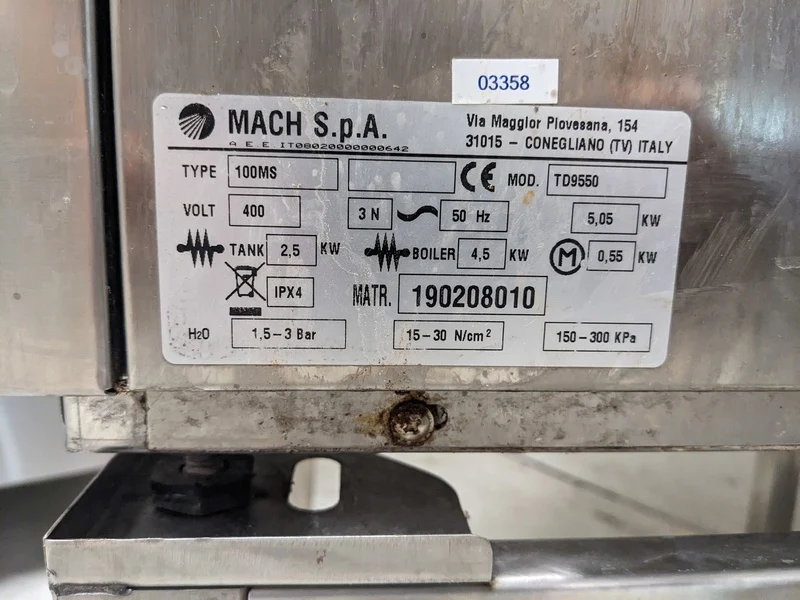 03358
MACH S.p.A.
Via Maggior Piovesana, 154
A E E IT08020000000642
31015 - CONEGLIANO (TV) ITALY
TYPE 100MS CE MOD. TD9550
VOLT 400 3 N 50 Hz 5,05 KW
TANK 2,5 KW BOILER 4,5 KW M 0,55 KW
IPX4 MATR. 190208010
H2O 1,5-3 Bar 15-30 N/cm² 150-300 KPa